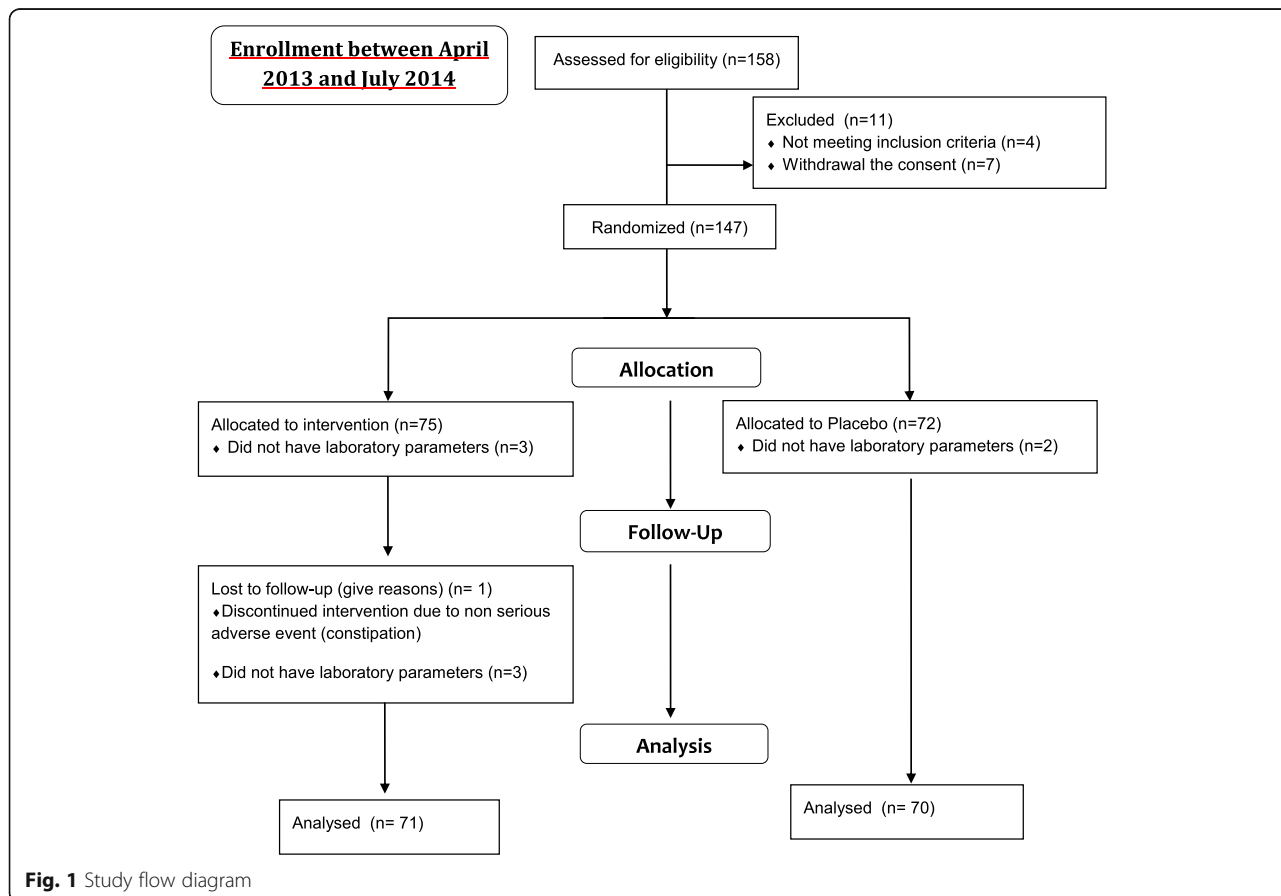 Enrollment between April
2013 and July 2014
Assessed for eligibility (n=158)
Excluded (n=11)
♦ Not meeting inclusion criteria (n=4)
♦ Withdrawal the consent (n=7)
Randomized (n=147)
Allocation
Allocated to intervention (n=75)
♦ Did not have laboratory parameters (n=3)
Allocated to Placebo (n=72)
♦ Did not have laboratory parameters (n=2)
Follow-Up
Lost to follow-up (give reasons) (n= 1)
♦Discontinued intervention due to non serious
adverse event (constipation)
♦Did not have laboratory parameters (n=3)
Analysis
Analysed (n= 71)
Analysed (n= 70)
Fig. 1 Study flow diagram